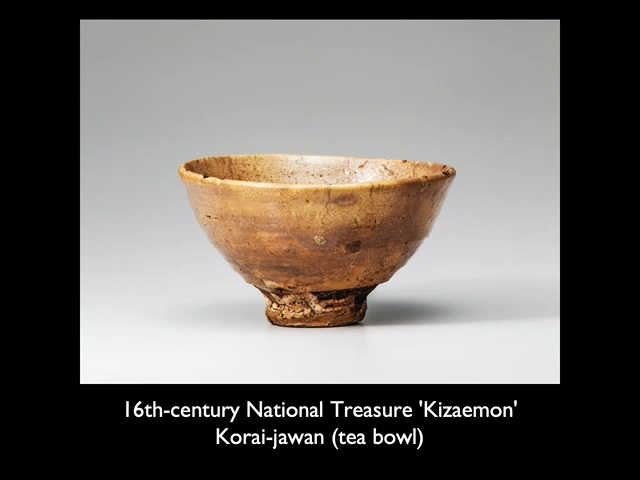 16th-century National Treasure 'Kizaemon'
Korai-jawan (tea bowl)